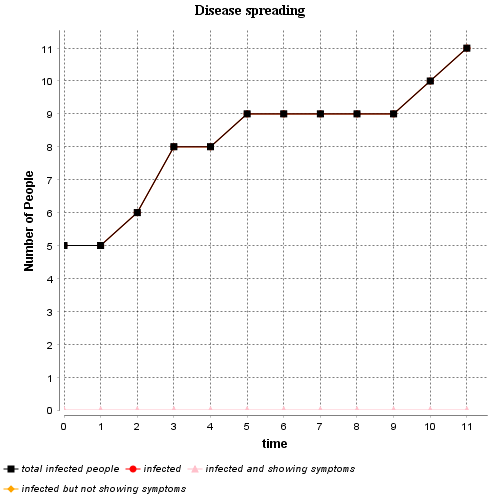 Disease spreading
Number of People
11
10
9
8
7
6
5
4
3
2
1
0
0 1 2 3 4 5 6 7 8 9 10 11
time
total infected people infected infected and showing symptoms
infected but not showing symptoms